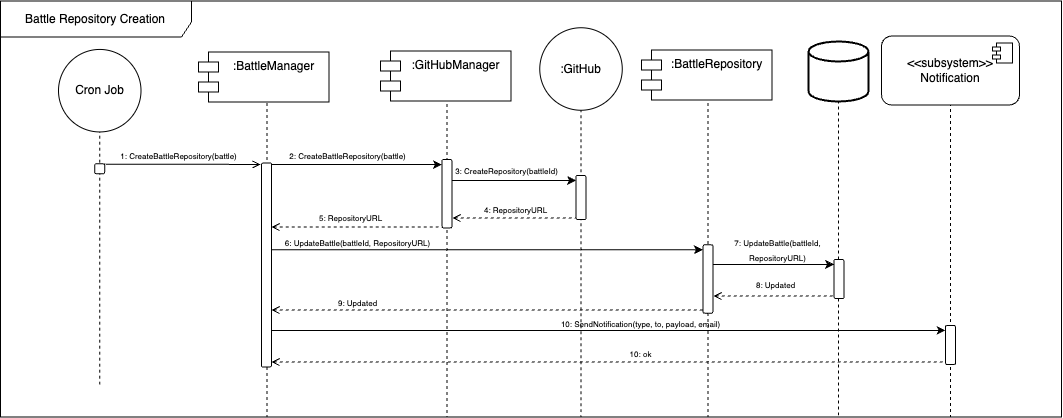 Battle Repository Creation
Cron Job
:BattleManager
:GitHubManager
:GitHub
:BattleRepository
<<subsystem>>
Notification
1: CreateBattleRepository(battle)
2: CreateBattleRepository(battle)
3: CreateRepository(battleId)
4: RepositoryURL
5: RepositoryURL
6: UpdateBattle(battleId, RepositoryURL)
7: UpdateBattle(battleId,
RepositoryURL)
8: Updated
9: Updated
10: SendNotification(type, to, payload, email)
10: ok